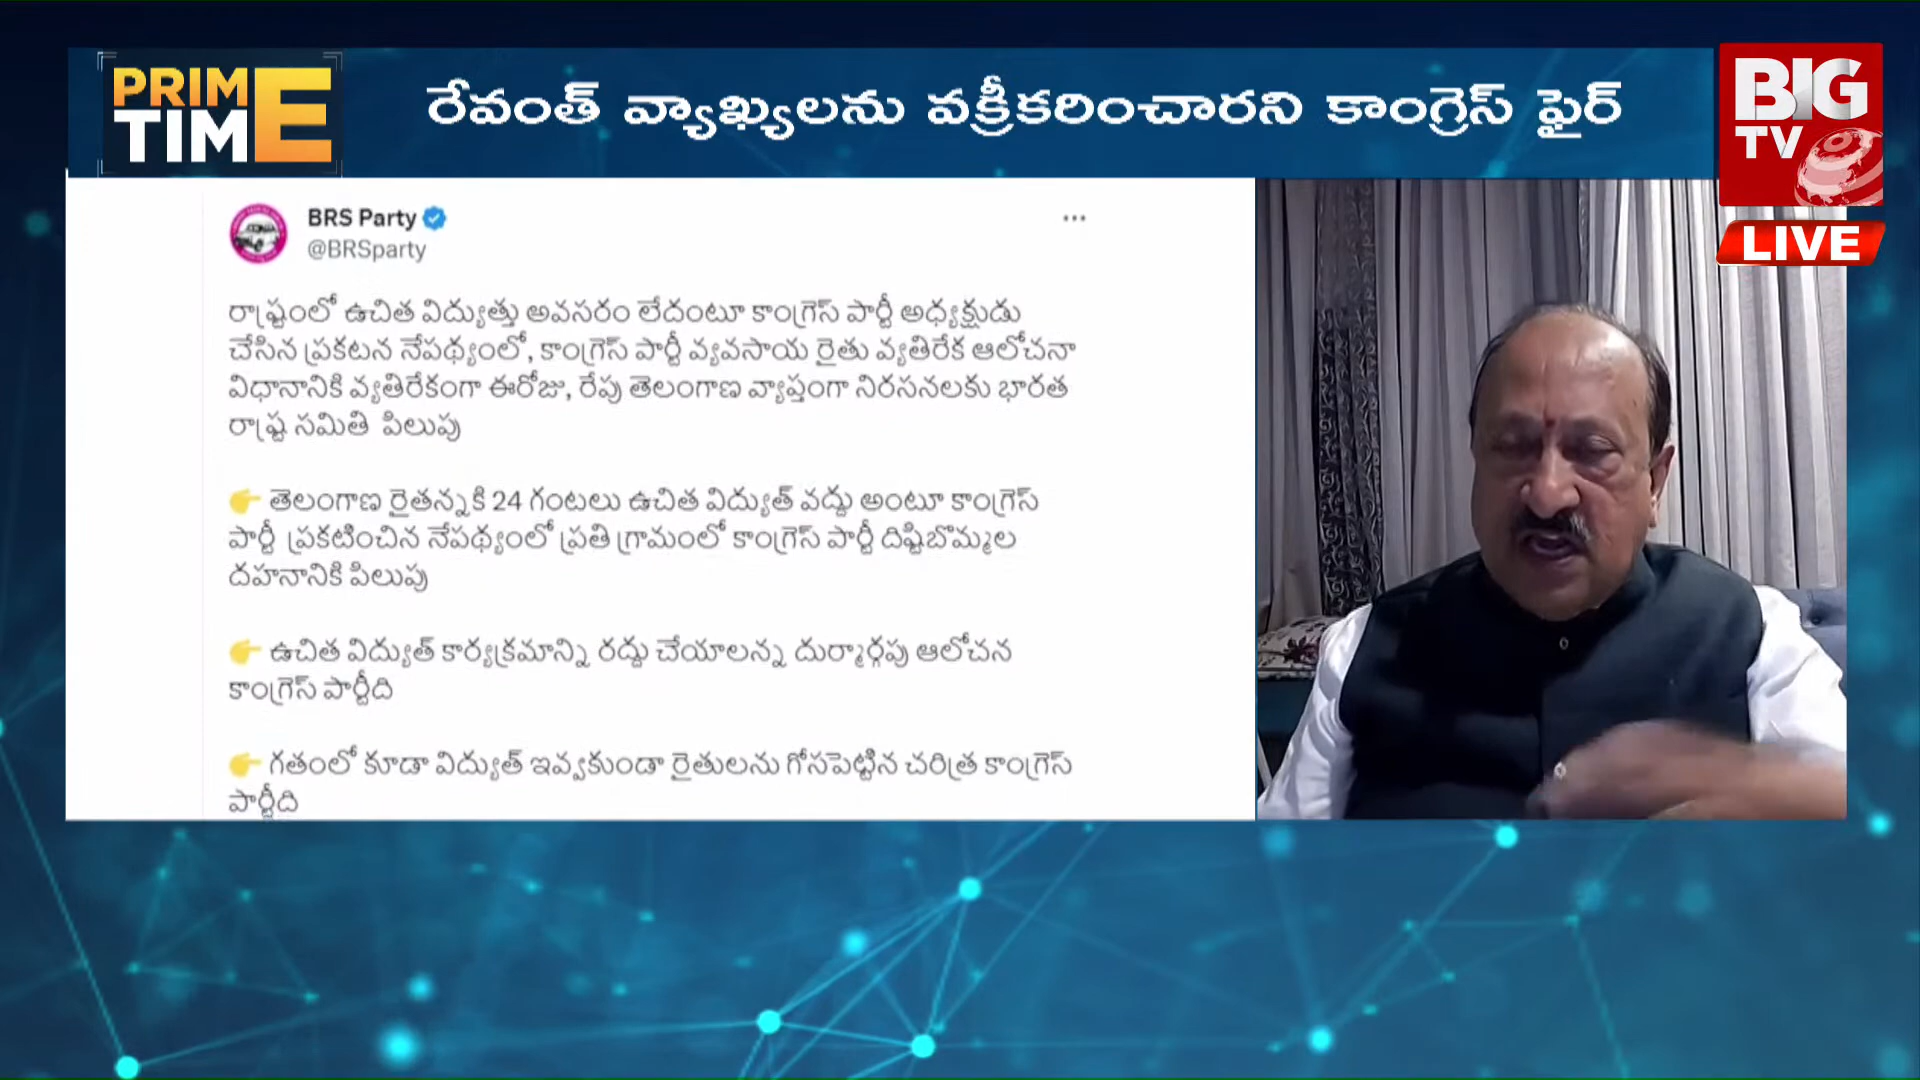 PRIME
TIME
రేవంత్ వ్యాఖ్యలను వక్రీకరించారని కాంగ్రెస్ ఫైర్
BIG
TV
LIVE
BRS Party
@BRSparty
రాష్ట్రంలో ఉచిత విద్యుత్తు అవసరం లేదంటూ కాంగ్రెస్ పార్టీ అధ్యక్షుడు
చేసిన ప్రకటన నేపథ్యంలో, కాంగ్రెస్ పార్టీ వ్యవసాయ రైతు వ్యతిరేక ఆలోచనా
విధానానికి వ్యతిరేకంగా ఈరోజు, రేపు తెలంగాణ వ్యాప్తంగా నిరసనలకు భారత
రాష్ట్ర సమితి పిలుపు
👉 తెలంగాణ రైతన్నకి 24 గంటలు ఉచిత విద్యుత్ వద్దు అంటూ కాంగ్రెస్
పార్టీ ప్రకటించిన నేపథ్యంలో ప్రతి గ్రామంలో కాంగ్రెస్ పార్టీ దిష్టిబొమ్మల
దహనానికి పిలుపు
👉 ఉచిత విద్యుత్ కార్యక్రమాన్ని రద్దు చేయాలన్న దుర్మార్గపు ఆలోచన
కాంగ్రెస్ పార్టీది
👉 గతంలో కూడా విద్యుత్ ఇవ్వకుండా రైతులను గోసపెట్టిన చరిత్ర కాంగ్రెస్
పార్టీది